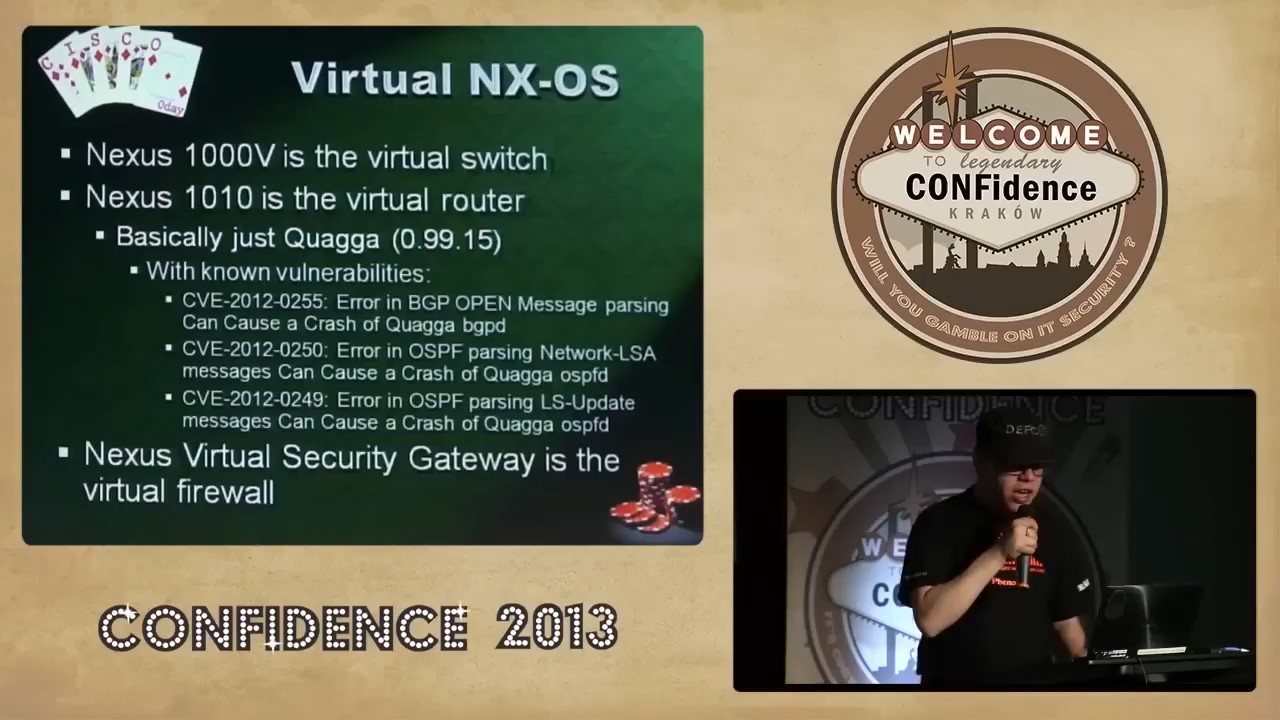 CISCO
0day
Virtual NX-OS
▪ Nexus 1000V is the virtual switch
▪ Nexus 1010 is the virtual router
▪ Basically just Quagga (0.99.15)
▪ With known vulnerabilities:
▪ CVE-2012-0255: Error in BGP OPEN Message parsing
Can Cause a Crash of Quagga bgpd
▪ CVE-2012-0250: Error in OSPF parsing Network-LSA
messages Can Cause a Crash of Quagga ospfd
▪ CVE-2012-0249: Error in OSPF parsing LS-Update
messages Can Cause a Crash of Quagga ospfd
▪ Nexus Virtual Security Gateway is the
virtual firewall
WELCOME
TO legendary
CONFidence
KRAKÓW
WILL YOU GAMBLE ON IT SECURITY ?
CONFIDENCE 2013
CONFIDENCE
DEFCO
WE
CO
Pheno